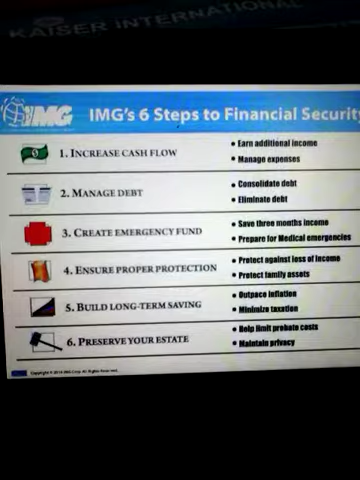 KAISER INTERNATIONAL
IMG
IMG's 6 Steps to Financial Security
1. INCREASE CASH FLOW
• Earn additional income
• Manage expenses
2. MANAGE DEBT
• Consolidate debt
• Eliminate debt
3. CREATE EMERGENCY FUND
• Save three months income
• Prepare for Medical emergencies
4. ENSURE PROPER PROTECTION
• Protect against loss of income
• Protect family assets
5. BUILD LONG-TERM SAVING
• Outpace inflation
• Minimize taxation
6. PRESERVE YOUR ESTATE
• Help limit probate costs
• Maintain privacy